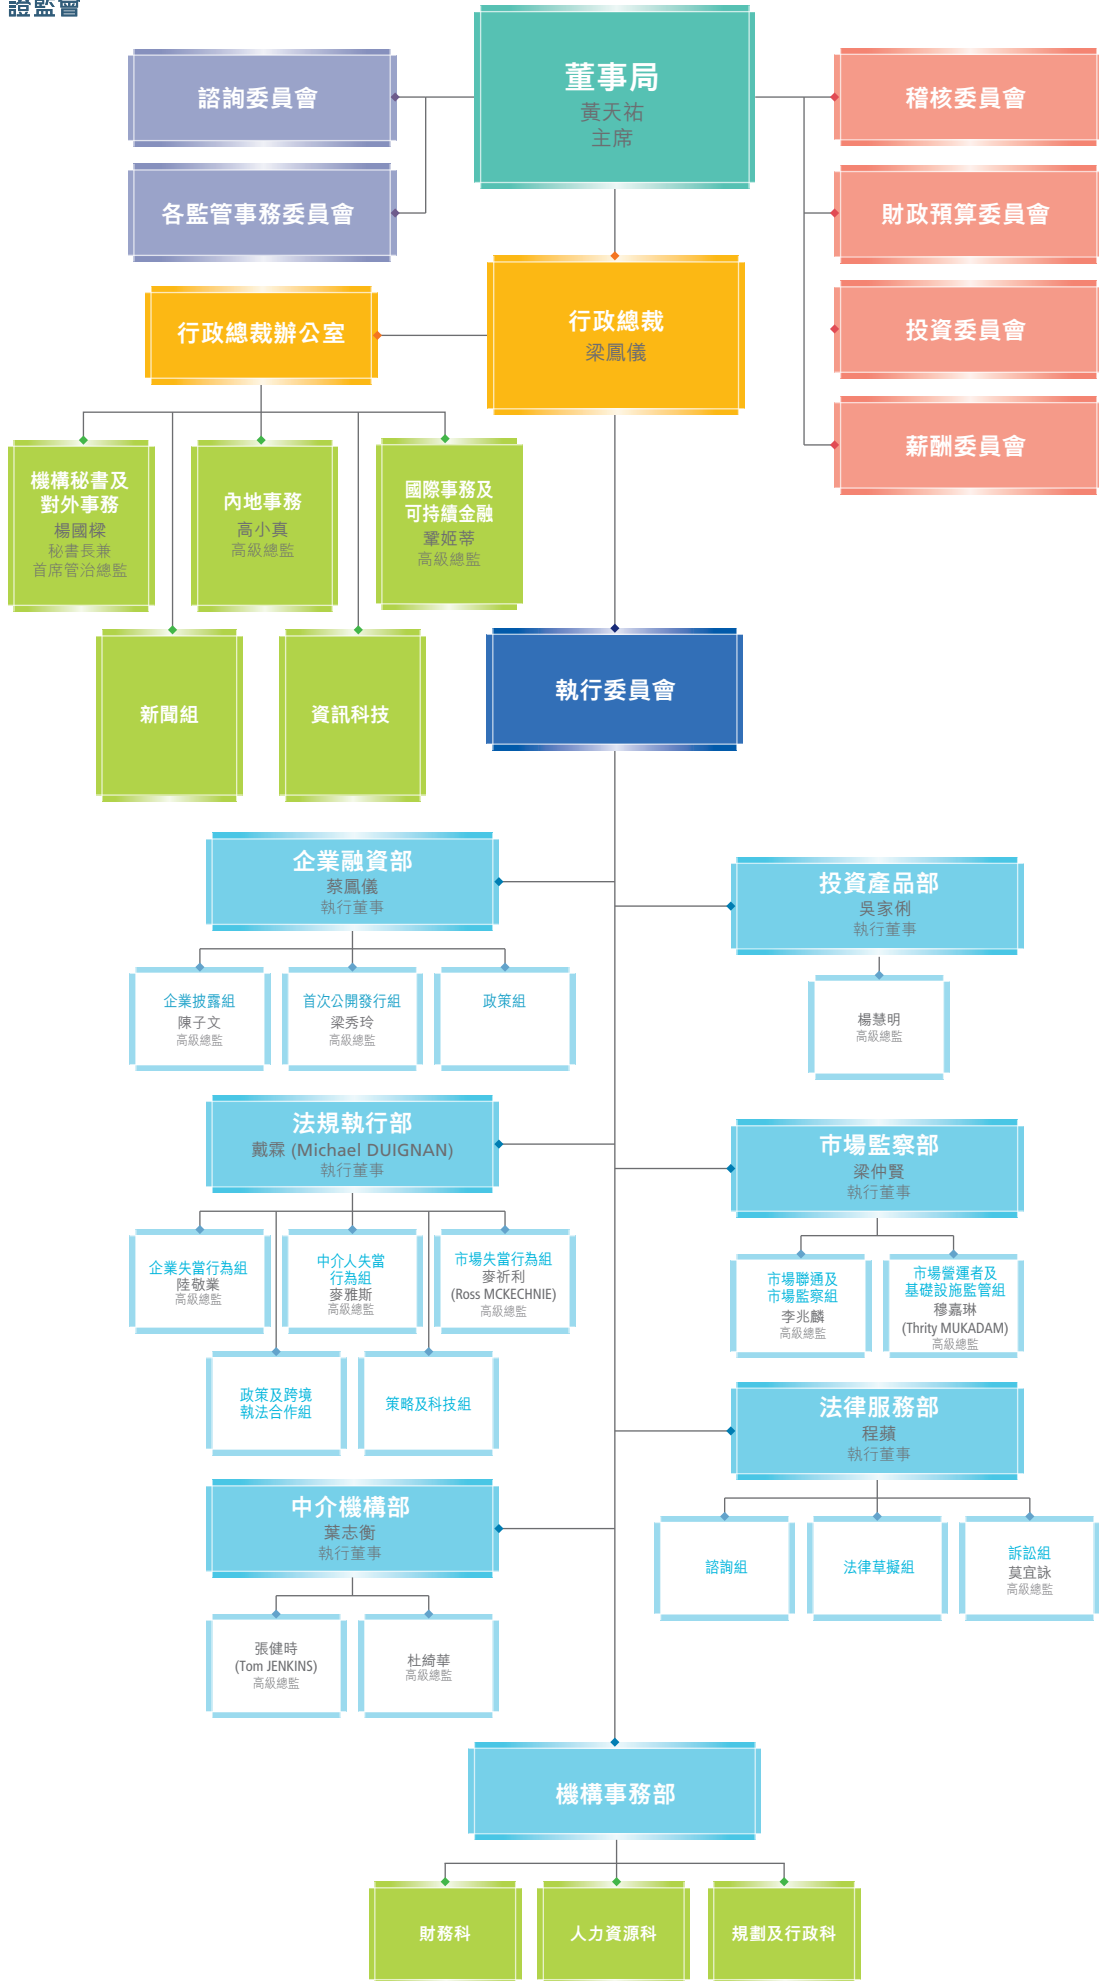 證監會
董事局
黃天祐
主席
諮詢委員會
各監管事務委員會
稽核委員會
財政預算委員會
投資委員會
薪酬委員會
行政總裁
梁鳳儀
行政總裁辦公室
機構秘書及
對外事務
楊國樑
秘書長兼
首席管治總監
內地事務
高小真
高級總監
國際事務及
可持續金融
鞏姬蒂
高級總監
新聞組
資訊科技
執行委員會
企業融資部
蔡鳳儀
執行董事
企業披露組
陳子文
高級總監
首次公開發行組
梁秀玲
高級總監
政策組
投資產品部
吳家俐
執行董事
楊慧明
高級總監
法規執行部
戴霖 (Michael DUIGNAN)
執行董事
企業失當行為組
陸敬業
高級總監
中介人失當
行為組
麥雅斯
高級總監
市場失當行為組
麥祈利
(Ross MCKECHNIE)
高級總監
政策及跨境
執法合作組
策略及科技組
市場監察部
梁仲賢
執行董事
市場聯通及
市場監察組
李兆麟
高級總監
市場營運者及
基礎設施監管組
穆嘉琳
(Thrity MUKADAM)
高級總監
法律服務部
程蘋
執行董事
諮詢組
法律草擬組
訴訟組
莫宜詠
高級總監
中介機構部
葉志衡
執行董事
張健時
(Tom JENKINS)
高級總監
杜綺華
高級總監
機構事務部
財務科
人力資源科
規劃及行政科